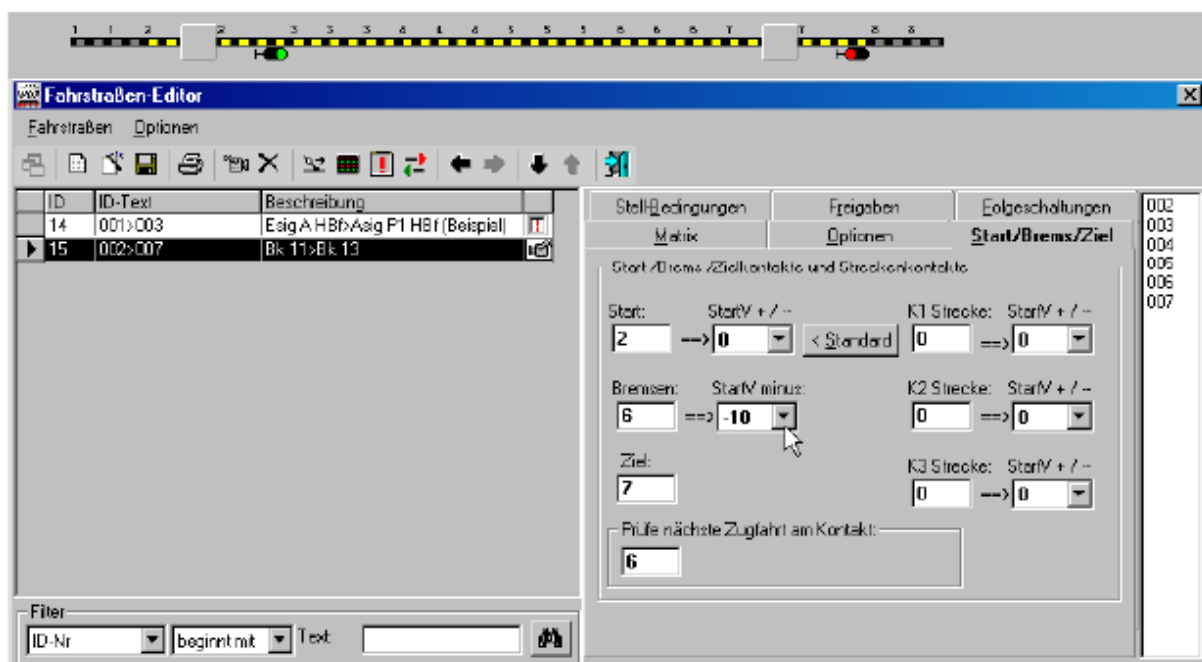 1 1 2 2 3 3 3 4 4 5 5 5 6 6 7 7 8 8
Fahrstraßen-Editor
Fahrstraßen Optionen
ID ID-Text Beschreibung
14 001>003 Esig A HBf>Asig P1 HBf (Beispiel)
15 002>007 Bk 11>Bk 13
Filter
ID-Nr beginnt mit Text:
Stell-Bedingungen Freigaben Folgeschaltungen
Matrix Optionen Start/Brems/Ziel
Start-/Brems-/Zielkontakte und Streckenkontakte
Start: StartV + / -- K1 Strecke: StartV + / --
2 ==> 0 < Standard 0 ==> 0
Bremsen: StartV minus: K2 Strecke: StartV + / --
6 ==> -10 0 ==> 0
Ziel: K3 Strecke: StartV + / --
7 0 ==> 0
Prüfe nächste Zugfahrt am Kontakt:
6
002
003
004
005
006
007